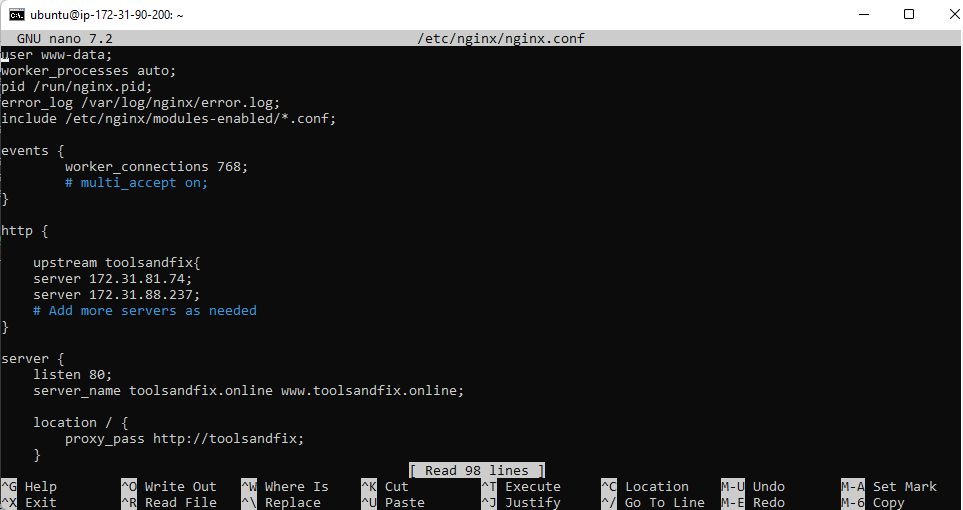 ubuntu@ip-172-31-90-200: ~
GNU nano 7.2 /etc/nginx/nginx.conf
user www-data;
worker_processes auto;
pid /run/nginx.pid;
error_log /var/log/nginx/error.log;
include /etc/nginx/modules-enabled/*.conf;
events {
worker_connections 768;
# multi_accept on;
}
http {
upstream toolsandfix{
server 172.31.81.74;
server 172.31.88.237;
# Add more servers as needed
}
server {
listen 80;
server_name toolsandfix.online www.toolsandfix.online;
location / {
proxy_pass http://toolsandfix;
}
[ Read 98 lines ]
^G Help ^O Write Out ^W Where Is ^K Cut ^T Execute ^C Location M-U Undo M-A Set Mark
^X Exit ^R Read File ^\ Replace ^U Paste ^J Justify ^/ Go To Line M-E Redo M-6 Copy